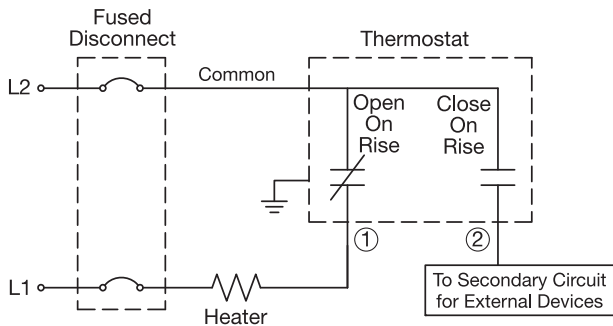 Fused
Disconnect
Thermostat
L2
Common
Open
On
Rise
Close
On
Rise
①
②
L1
Heater
To Secondary Circuit
for External Devices